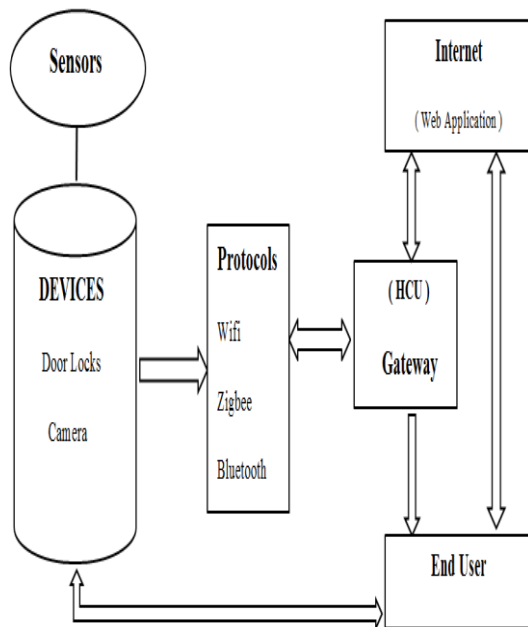 Sensors
DEVICES
Door Locks
Camera
Protocols
Wifi
Zigbee
Bluetooth
Internet
( Web Application )
( HCU )
Gateway
End User